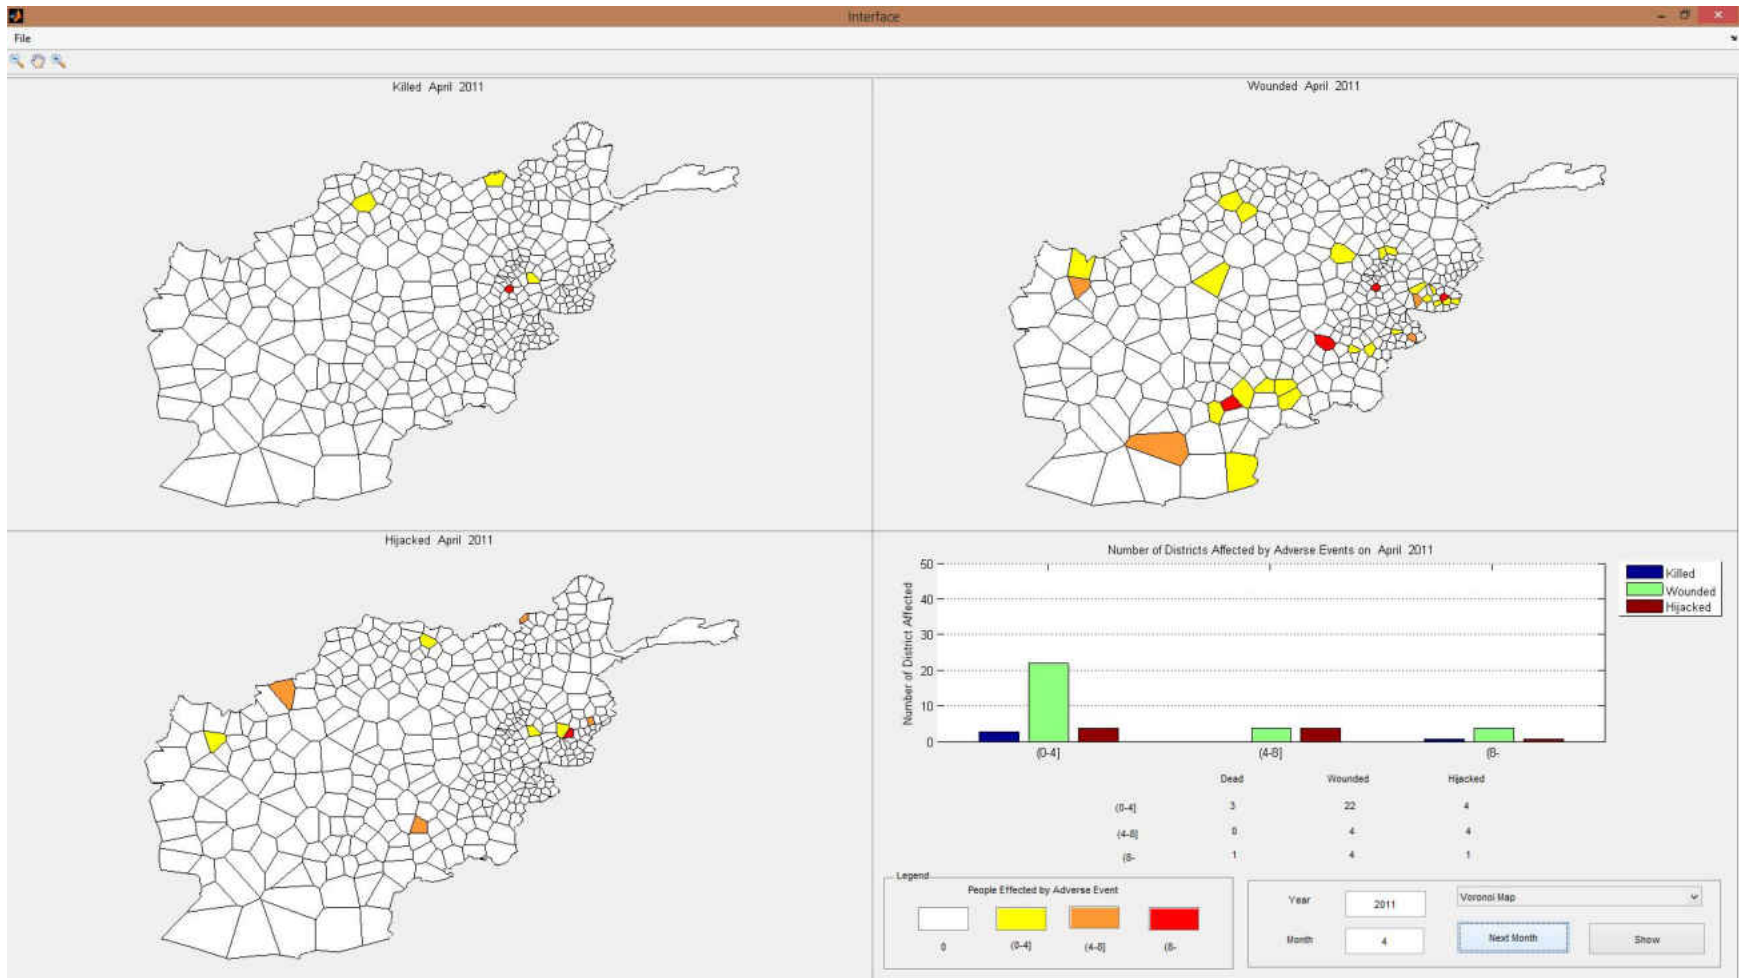 Interface
File
Killed April 2011
Wounded April 2011
Hijacked April 2011
Number of Districts Affected by Adverse Events on April 2011
Number of District Affected
50
40
30
20
10
0
(0-4]
(4-8]
(8-
Killed
Wounded
Hijacked
Dead Wounded Hijacked
(0-4] 3 22 4
(4-8] 0 4 4
(8- 1 4 1
Legend
People Effected by Adverse Event
0 (0-4] (4-8] (8-
Year 2011 Voronoi Map
Month 4 Next Month Show